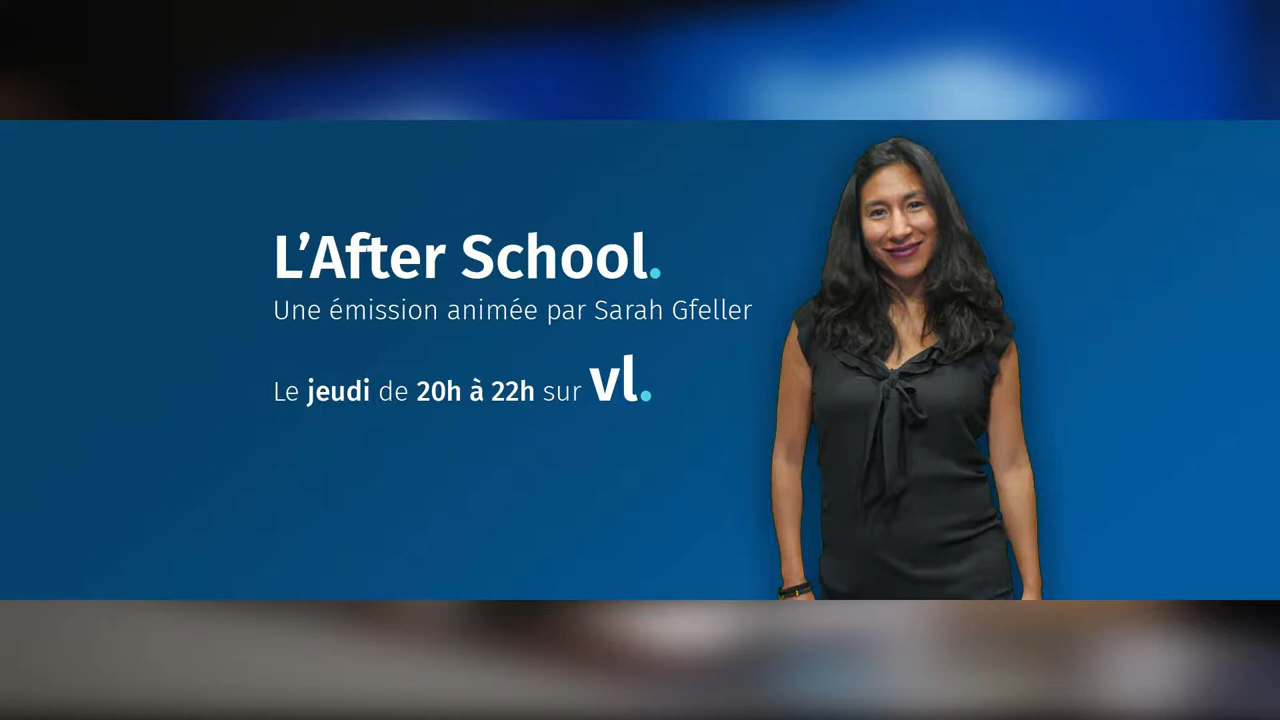 L’After School.
Une émission animée par Sarah Gfeller
Le jeudi de 20h à 22h sur vl.